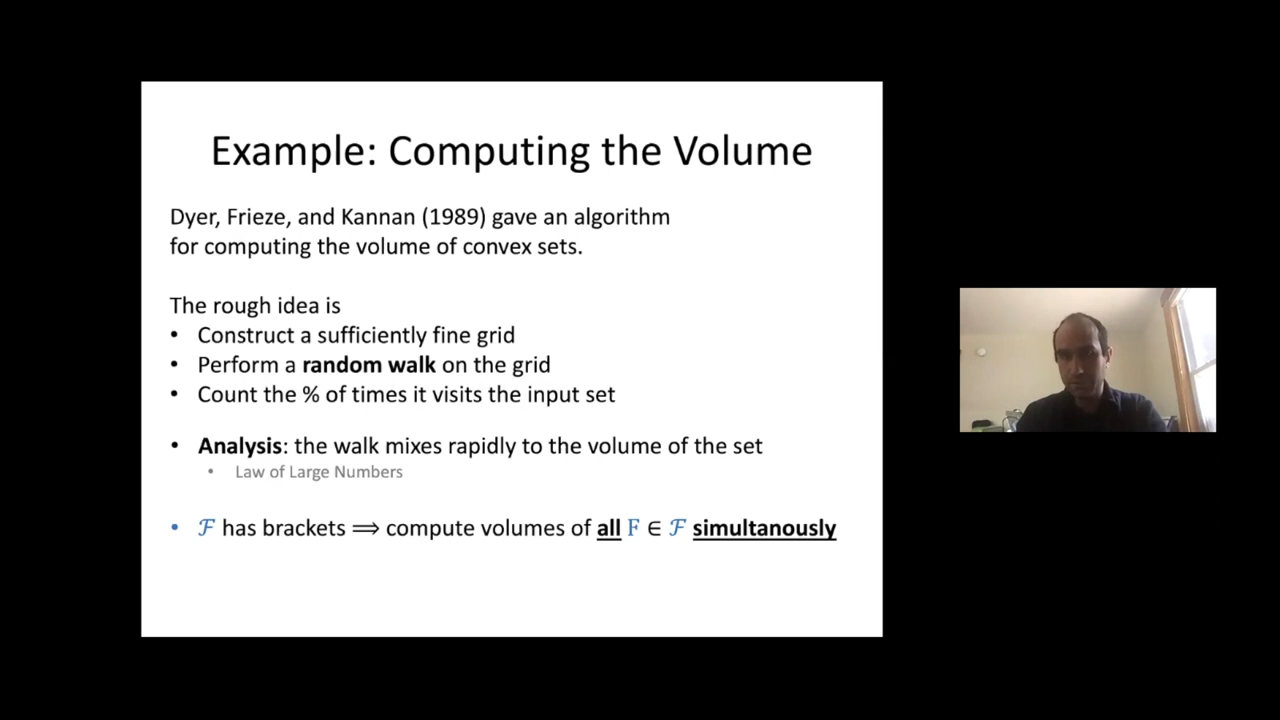 Example: Computing the Volume
Dyer, Frieze, and Kannan (1989) gave an algorithm
for computing the volume of convex sets.
The rough idea is
• Construct a sufficiently fine grid
• Perform a random walk on the grid
• Count the % of times it visits the input set
• Analysis: the walk mixes rapidly to the volume of the set
• Law of Large Numbers
• ℱ has brackets ⟹ compute volumes of all F ∈ ℱ simultanously